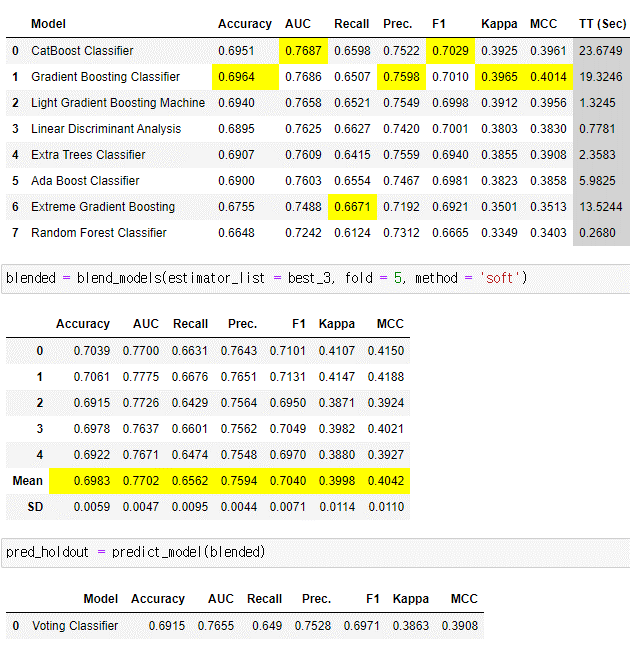 Model Accuracy AUC Recall Prec. F1 Kappa MCC TT (Sec)
0 CatBoost Classifier 0.6951 0.7687 0.6598 0.7522 0.7029 0.3925 0.3961 23.6749
1 Gradient Boosting Classifier 0.6964 0.7686 0.6507 0.7598 0.7010 0.3965 0.4014 19.3246
2 Light Gradient Boosting Machine 0.6940 0.7658 0.6521 0.7549 0.6998 0.3912 0.3956 1.3245
3 Linear Discriminant Analysis 0.6895 0.7625 0.6627 0.7420 0.7001 0.3803 0.3830 0.7781
4 Extra Trees Classifier 0.6907 0.7609 0.6415 0.7559 0.6940 0.3855 0.3908 2.3583
5 Ada Boost Classifier 0.6900 0.7603 0.6554 0.7467 0.6981 0.3823 0.3858 5.9825
6 Extreme Gradient Boosting 0.6755 0.7488 0.6671 0.7192 0.6921 0.3501 0.3513 13.5244
7 Random Forest Classifier 0.6648 0.7242 0.6124 0.7312 0.6665 0.3349 0.3403 0.2680
blended = blend_models(estimator_list = best_3, fold = 5, method = 'soft')
Accuracy AUC Recall Prec. F1 Kappa MCC
0 0.7039 0.7700 0.6631 0.7643 0.7101 0.4107 0.4150
1 0.7061 0.7775 0.6676 0.7651 0.7131 0.4147 0.4188
2 0.6915 0.7726 0.6429 0.7564 0.6950 0.3871 0.3924
3 0.6978 0.7637 0.6601 0.7562 0.7049 0.3982 0.4021
4 0.6922 0.7671 0.6474 0.7548 0.6970 0.3880 0.3927
Mean 0.6983 0.7702 0.6562 0.7594 0.7040 0.3998 0.4042
SD 0.0059 0.0047 0.0095 0.0044 0.0071 0.0114 0.0110
pred_holdout = predict_model(blended)
Model Accuracy AUC Recall Prec. F1 Kappa MCC
0 Voting Classifier 0.6915 0.7655 0.649 0.7528 0.6971 0.3863 0.3908